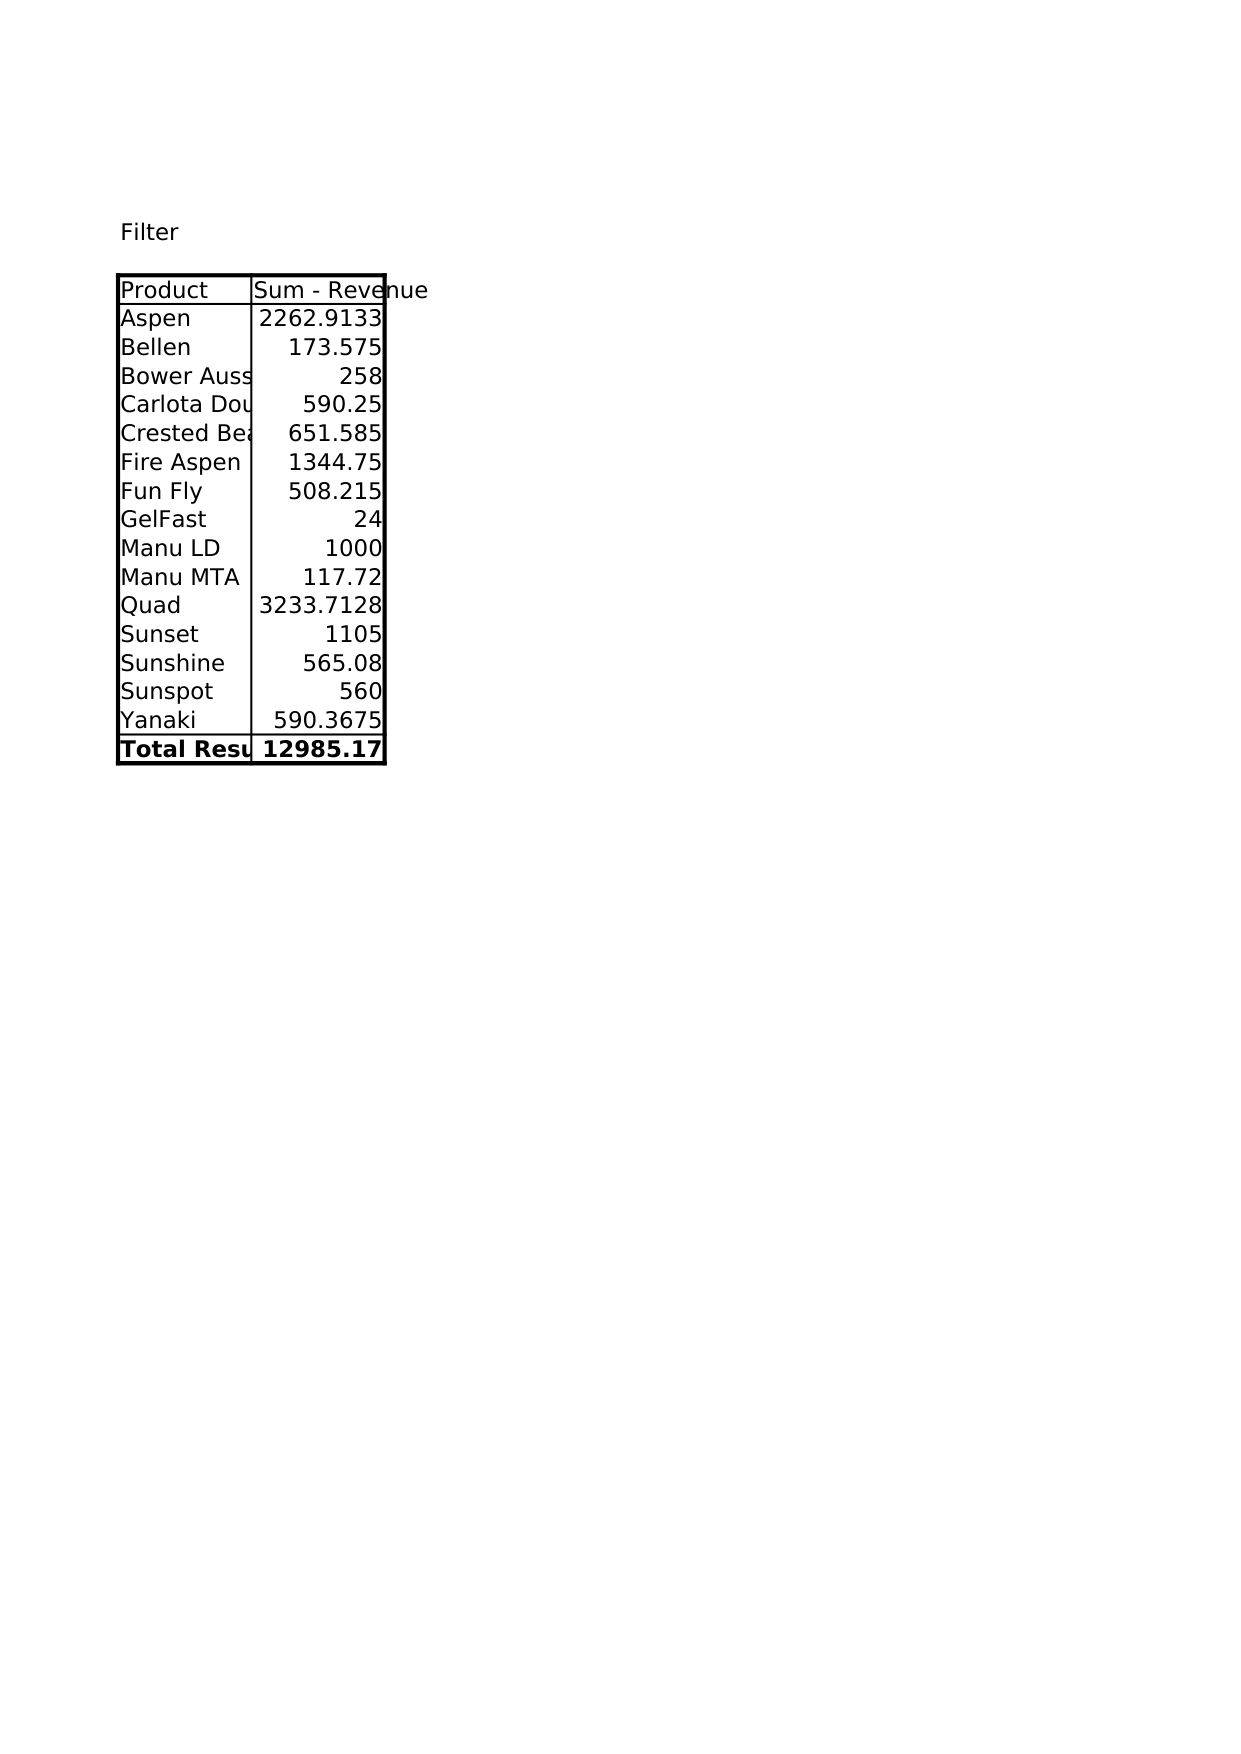 Filter
Product Sum - Revenue
Aspen 2262.9133
Bellen 173.575
Bower Auss 258
Carlota Dou 590.25
Crested Bea 651.585
Fire Aspen 1344.75
Fun Fly 508.215
GelFast 24
Manu LD 1000
Manu MTA 117.72
Quad 3233.7128
Sunset 1105
Sunshine 565.08
Sunspot 560
Yanaki 590.3675
Total Resu 12985.17